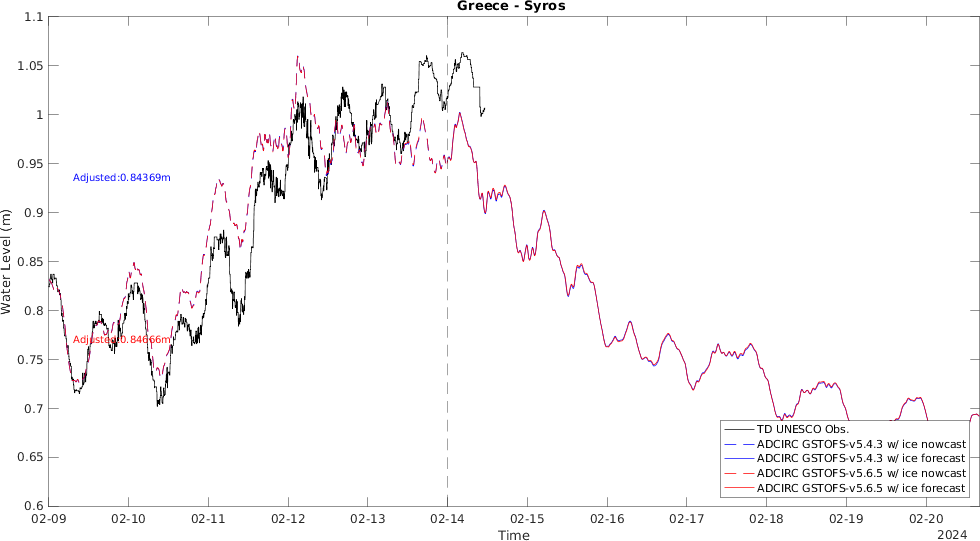 Greece - Syros
1.1
1.05
1
0.95
0.9
0.85
0.8
0.75
0.7
0.65
0.6
Water Level (m)
Adjusted:0.84369m
Adjusted:0.84666m
TD UNESCO Obs.
ADCIRC GSTOFS-v5.4.3 w/ ice nowcast
ADCIRC GSTOFS-v5.4.3 w/ ice forecast
ADCIRC GSTOFS-v5.6.5 w/ ice nowcast
ADCIRC GSTOFS-v5.6.5 w/ ice forecast
02-09 02-10 02-11 02-12 02-13 02-14 02-15 02-16 02-17 02-18 02-19 02-20
Time
2024